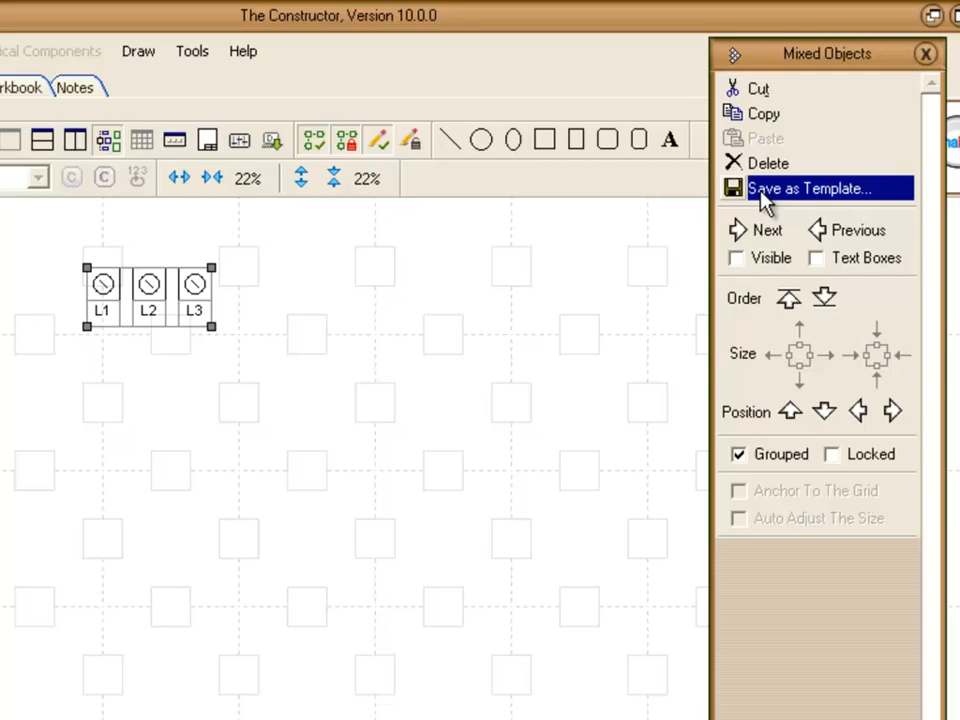 The Constructor, Version 10.0.0
ical Components Draw Tools Help
rkbook Notes
22% 22%
L1 L2 L3
Mixed Objects
Cut
Copy
Paste
Delete
Save as Template...
Next Previous
Visible Text Boxes
Order
Size
Position
Grouped Locked
Anchor To The Grid
Auto Adjust The Size